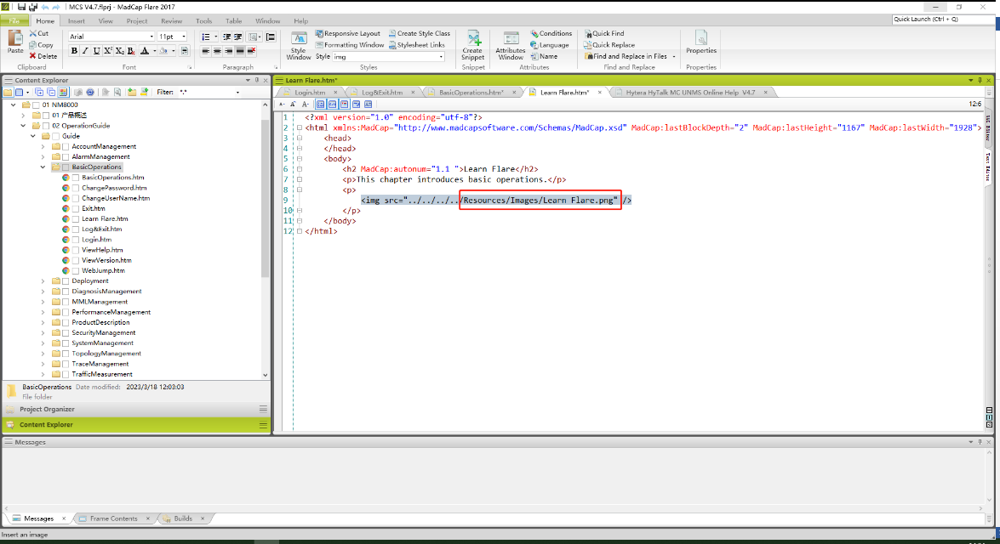 MCS V4.7.flprj - MadCap Flare 2017
File Home Insert View Project Review Tools Table Window Help
Quick Launch (Ctrl + Q)
Paste
Cut
Copy
Delete
Clipboard
Arial
11pt
B I U X² X₂
Font
Paragraph
Style Window
Responsive Layout
Create Style Class
Formatting Window
Stylesheet Links
Style img
Styles
Create Snippet
Snippet
Attributes Window
Conditions
Language
Name
Attributes
Quick Find
Quick Replace
Find and Replace in Files
Find and Replace
Properties
Properties
Content Explorer
Filter: *.*
01 NM8000
01 产品概述
02 OperationGuide
Guide
AccountManagement
AlarmManagement
BasicOperations
BasicOperations.htm
ChangePassword.htm
ChangeUserName.htm
Exit.htm
Learn Flare.htm
Log&Exit.htm
Login.htm
ViewHelp.htm
ViewVersion.htm
WebJump.htm
Deployment
DiagnosisManagement
MMLManagement
PerformanceManagement
ProductDescription
SecurityManagement
SystemManagement
TopologyManagement
TraceManagement
TrafficMeasurement
BasicOperations Date modified: 2023/3/18 12:03:03
File folder
Project Organizer
Content Explorer
Learn Flare.htm*
Login.htm × Log&Exit.htm × BasicOperations.htm* × Learn Flare.htm* × Hytera HyTalk MC UNMS Online Help V4.7 ×
12:6
1 <?xml version="1.0" encoding="utf-8"?>
2 <html xmlns:MadCap="http://www.madcapsoftware.com/Schemas/MadCap.xsd" MadCap:lastBlockDepth="2" MadCap:lastHeight="1167" MadCap:lastWidth="1928">
3 <head>
4 </head>
5 <body>
6 <h2 MadCap:autonum="1.1 ">Learn Flare</h2>
7 <p>This chapter introduces basic operations.</p>
8 <p>
9 <img src="../../../../Resources/Images/Learn Flare.png" />
10 </p>
11 </body>
12 </html>
XML Editor
Text Editor
Messages
Messages × Frame Contents × Builds ×
Insert an image